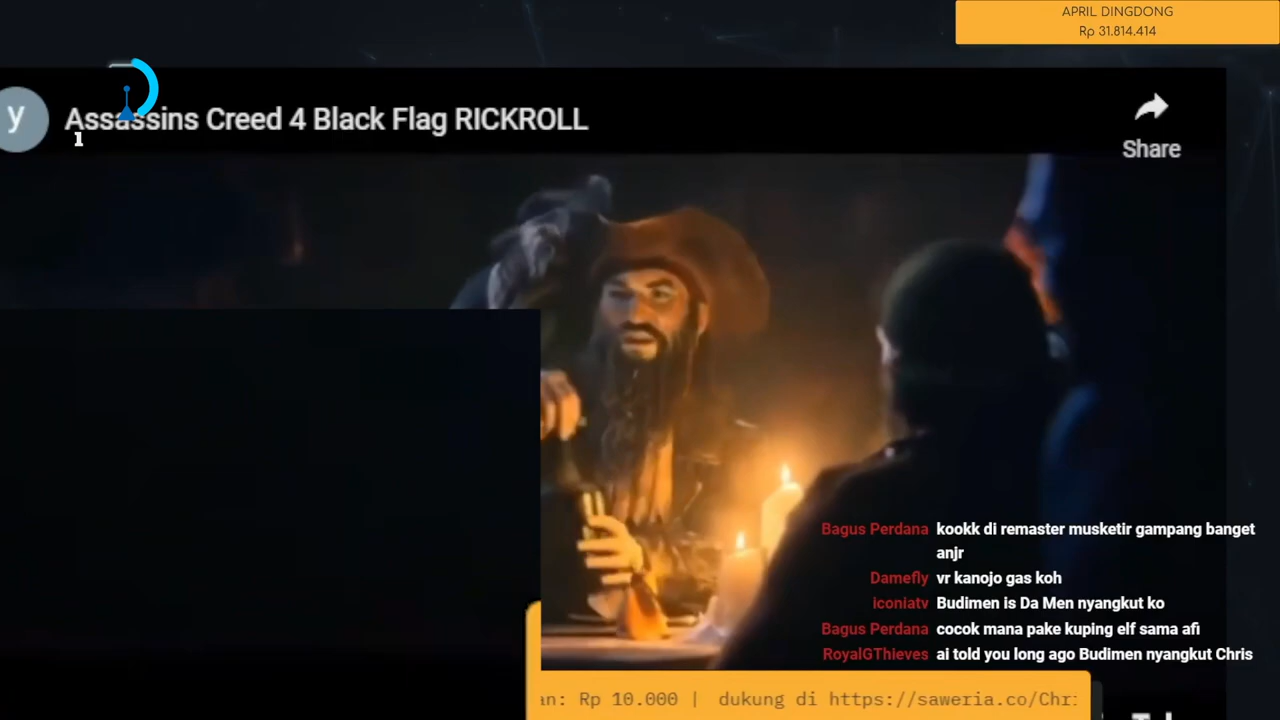 APRIL DINGDONG
Rp 31.814.414
y
Assassins Creed 4 Black Flag RICKROLL
1
Share
Bagus Perdana kookk di remaster musketir gampang banget
anjr
Damefly vr kanojo gas koh
iconiatv Budimen is Da Men nyangkut ko
Bagus Perdana cocok mana pake kuping elf sama afi
RoyalGThieves ai told you long ago Budimen nyangkut Chris
an: Rp 10.000 | dukung di https://saweria.co/Chr